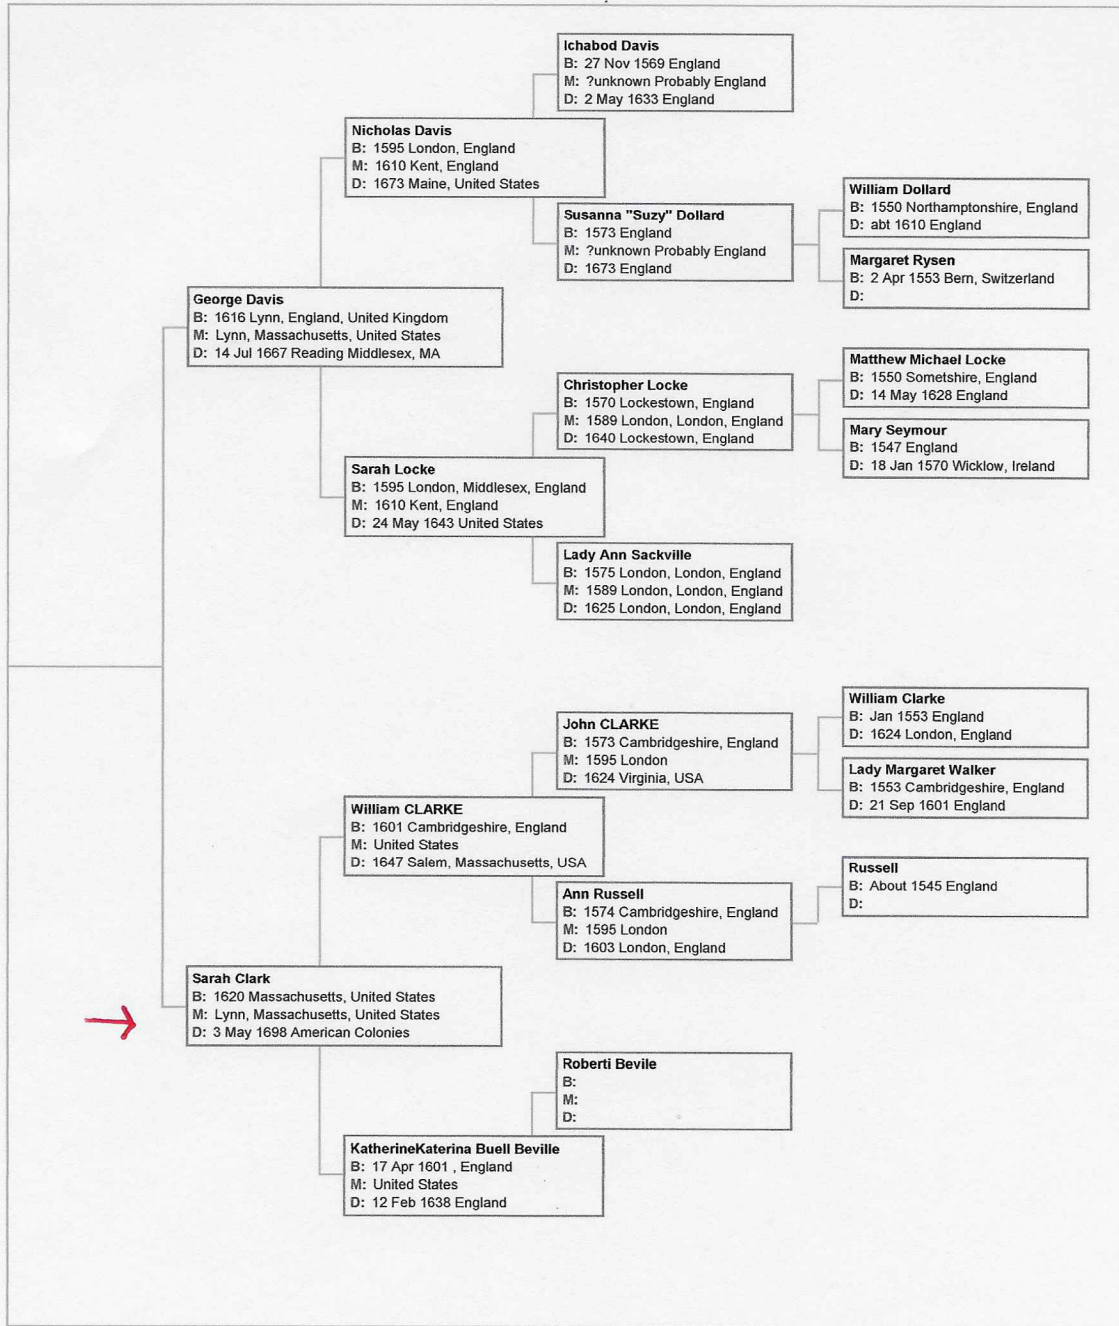 Ichabod Davis
B: 27 Nov 1569 England
M: ?unknown Probably England
D: 2 May 1633 England
Nicholas Davis
B: 1595 London, England
M: 1610 Kent, England
D: 1673 Maine, United States
William Dollard
B: 1550 Northamptonshire, England
D: abt 1610 England
Susanna "Suzy" Dollard
B: 1573 England
M: ?unknown Probably England
D: 1673 England
Margaret Rysen
B: 2 Apr 1553 Bern, Switzerland
D:
George Davis
B: 1616 Lynn, England, United Kingdom
M: Lynn, Massachusetts, United States
D: 14 Jul 1667 Reading Middlesex, MA
Matthew Michael Locke
B: 1550 Sometshire, England
D: 14 May 1628 England
Christopher Locke
B: 1570 Lockestown, England
M: 1589 London, London, England
D: 1640 Lockestown, England
Mary Seymour
B: 1547 England
D: 18 Jan 1570 Wicklow, Ireland
Sarah Locke
B: 1595 London, Middlesex, England
M: 1610 Kent, England
D: 24 May 1643 United States
Lady Ann Sackville
B: 1575 London, London, England
M: 1589 London, London, England
D: 1625 London, London, England
William Clarke
B: Jan 1553 England
D: 1624 London, England
John CLARKE
B: 1573 Cambridgeshire, England
M: 1595 London
D: 1624 Virginia, USA
Lady Margaret Walker
B: 1553 Cambridgeshire, England
D: 21 Sep 1601 England
William CLARKE
B: 1601 Cambridgeshire, England
M: United States
D: 1647 Salem, Massachusetts, USA
Russell
B: About 1545 England
D:
Ann Russell
B: 1574 Cambridgeshire, England
M: 1595 London
D: 1603 London, England
Sarah Clark
B: 1620 Massachusetts, United States
M: Lynn, Massachusetts, United States
D: 3 May 1698 American Colonies
Roberti Bevile
B:
M:
D:
KatherineKaterina Buell Beville
B: 17 Apr 1601 , England
M: United States
D: 12 Feb 1638 England